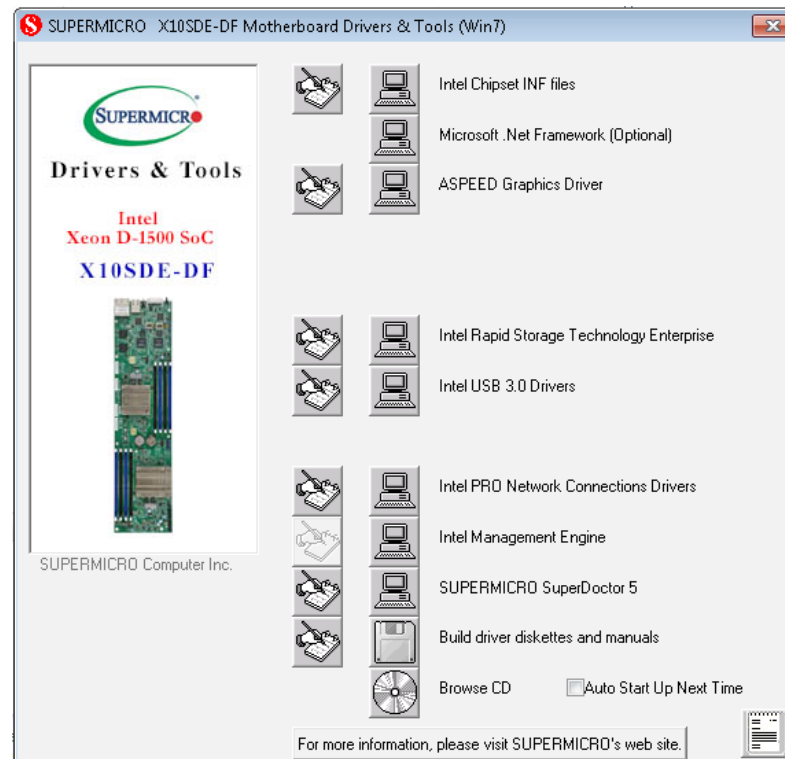 SUPERMICRO X10SDE-DF Motherboard Drivers & Tools (Win7)
SUPERMICRO
Drivers & Tools
Intel
Xeon D-1500 SoC
X10SDE-DF
SUPERMICRO Computer Inc.
Intel Chipset INF files
Microsoft .Net Framework (Optional)
ASPEED Graphics Driver
Intel Rapid Storage Technology Enterprise
Intel USB 3.0 Drivers
Intel PRO Network Connections Drivers
Intel Management Engine
SUPERMICRO SuperDoctor 5
Build driver diskettes and manuals
Browse CD
Auto Start Up Next Time
For more information, please visit SUPERMICRO's web site.